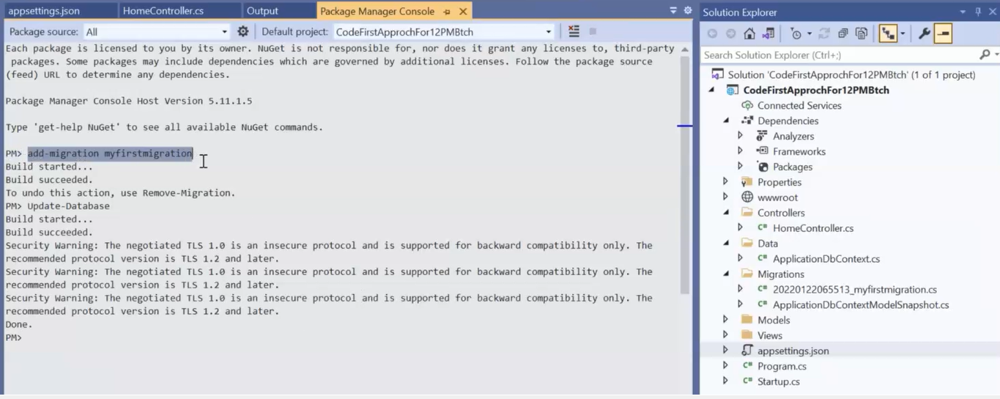 appsettings.json
HomeController.cs
Output
Package Manager Console
Package source: All
Default project: CodeFirstApprochFor12PMBtch
Each package is licensed to you by its owner. NuGet is not responsible for, nor does it grant any licenses to, third-party
packages. Some packages may include dependencies which are governed by additional licenses. Follow the package source
(feed) URL to determine any dependencies.
Package Manager Console Host Version 5.11.1.5
Type 'get-help NuGet' to see all available NuGet commands.
PM> add-migration myfirstmigration
Build started...
Build succeeded.
To undo this action, use Remove-Migration.
PM> Update-Database
Build started...
Build succeeded.
Security Warning: The negotiated TLS 1.0 is an insecure protocol and is supported for backward compatibility only. The
recommended protocol version is TLS 1.2 and later.
Security Warning: The negotiated TLS 1.0 is an insecure protocol and is supported for backward compatibility only. The
recommended protocol version is TLS 1.2 and later.
Security Warning: The negotiated TLS 1.0 is an insecure protocol and is supported for backward compatibility only. The
recommended protocol version is TLS 1.2 and later.
Done.
PM>
Solution Explorer
Search Solution Explorer (Ctrl+;)
Solution 'CodeFirstApprochFor12PMBtch' (1 of 1 project)
CodeFirstApprochFor12PMBtch
Connected Services
Dependencies
Analyzers
Frameworks
Packages
Properties
wwwroot
Controllers
C# HomeController.cs
Data
C# ApplicationDbContext.cs
Migrations
C# 20220122065513_myfirstmigration.cs
C# ApplicationDbContextModelSnapshot.cs
Models
Views
appsettings.json
C# Program.cs
C# Startup.cs